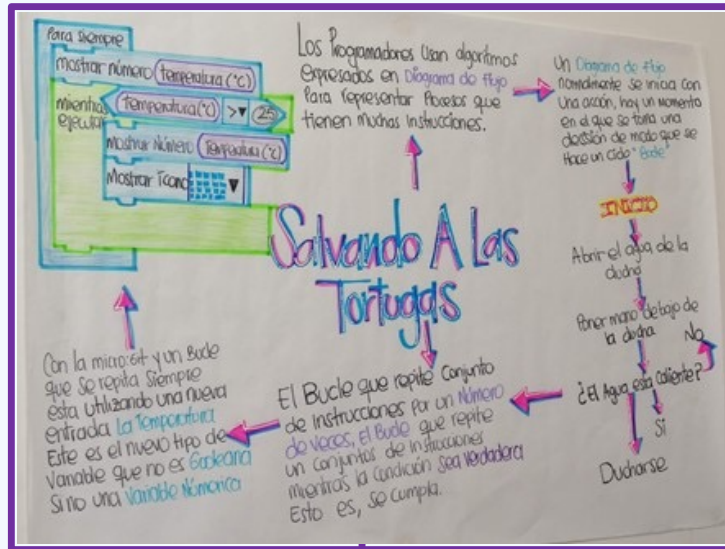 Para Siempre
mostrar número (temperatura (°C)
mientras (temperatura (°C) >▼ 25
ejecutar
mostrar Número (Temperatura (°C)
Mostrar Icono ▼
Los Programadores Usan algoritmos
expresados en Diagrama de Flujo
Para representar Procesos que
tienen muchas instrucciones.
Un Diagrama de flujo
normalmente se inicia con
Una acción, hay un momento
en el que se toma una
decisión de modo que se
Hace un ciclo "Bucle"
INICIO
Abrir el agua de la
ducha
Poner mano debajo de
la ducha
No
¿El Agua esta Caliente?
Si
Ducharse
Salvando A Las
Tortugas
El Bucle que repite Conjunto
de instrucciones Por un Número
de veces, El Bucle que repite
un conjuntos de Instrucciones
mientras la Condición Sea Verdadera
Esto es, se Cumpla.
Con la micro:bit y un Bucle
que Se repita Siempre
esta Utilizando una nueva
entrada La Temperatura
Este es el nuevo tipo de
Variable que no es Booleana
Si no una Variable Númerica